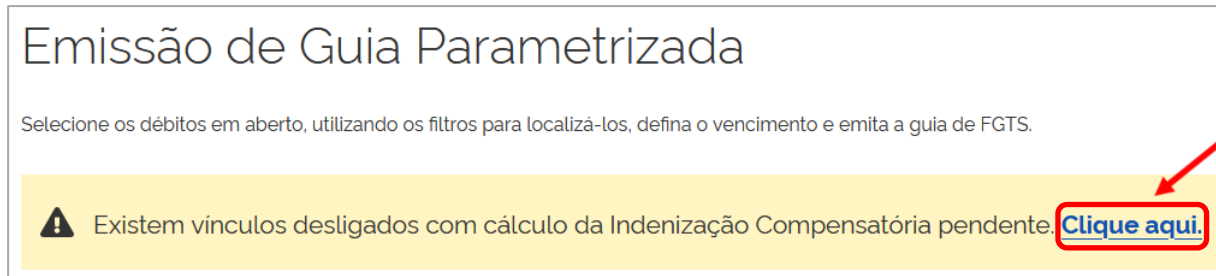 Emissão de Guia Parametrizada
Selecione os débitos em aberto, utilizando os filtros para localizá-los, defina o vencimento e emita a guia de FGTS.
Existem vínculos desligados com cálculo da Indenização Compensatória pendente. Clique aqui.